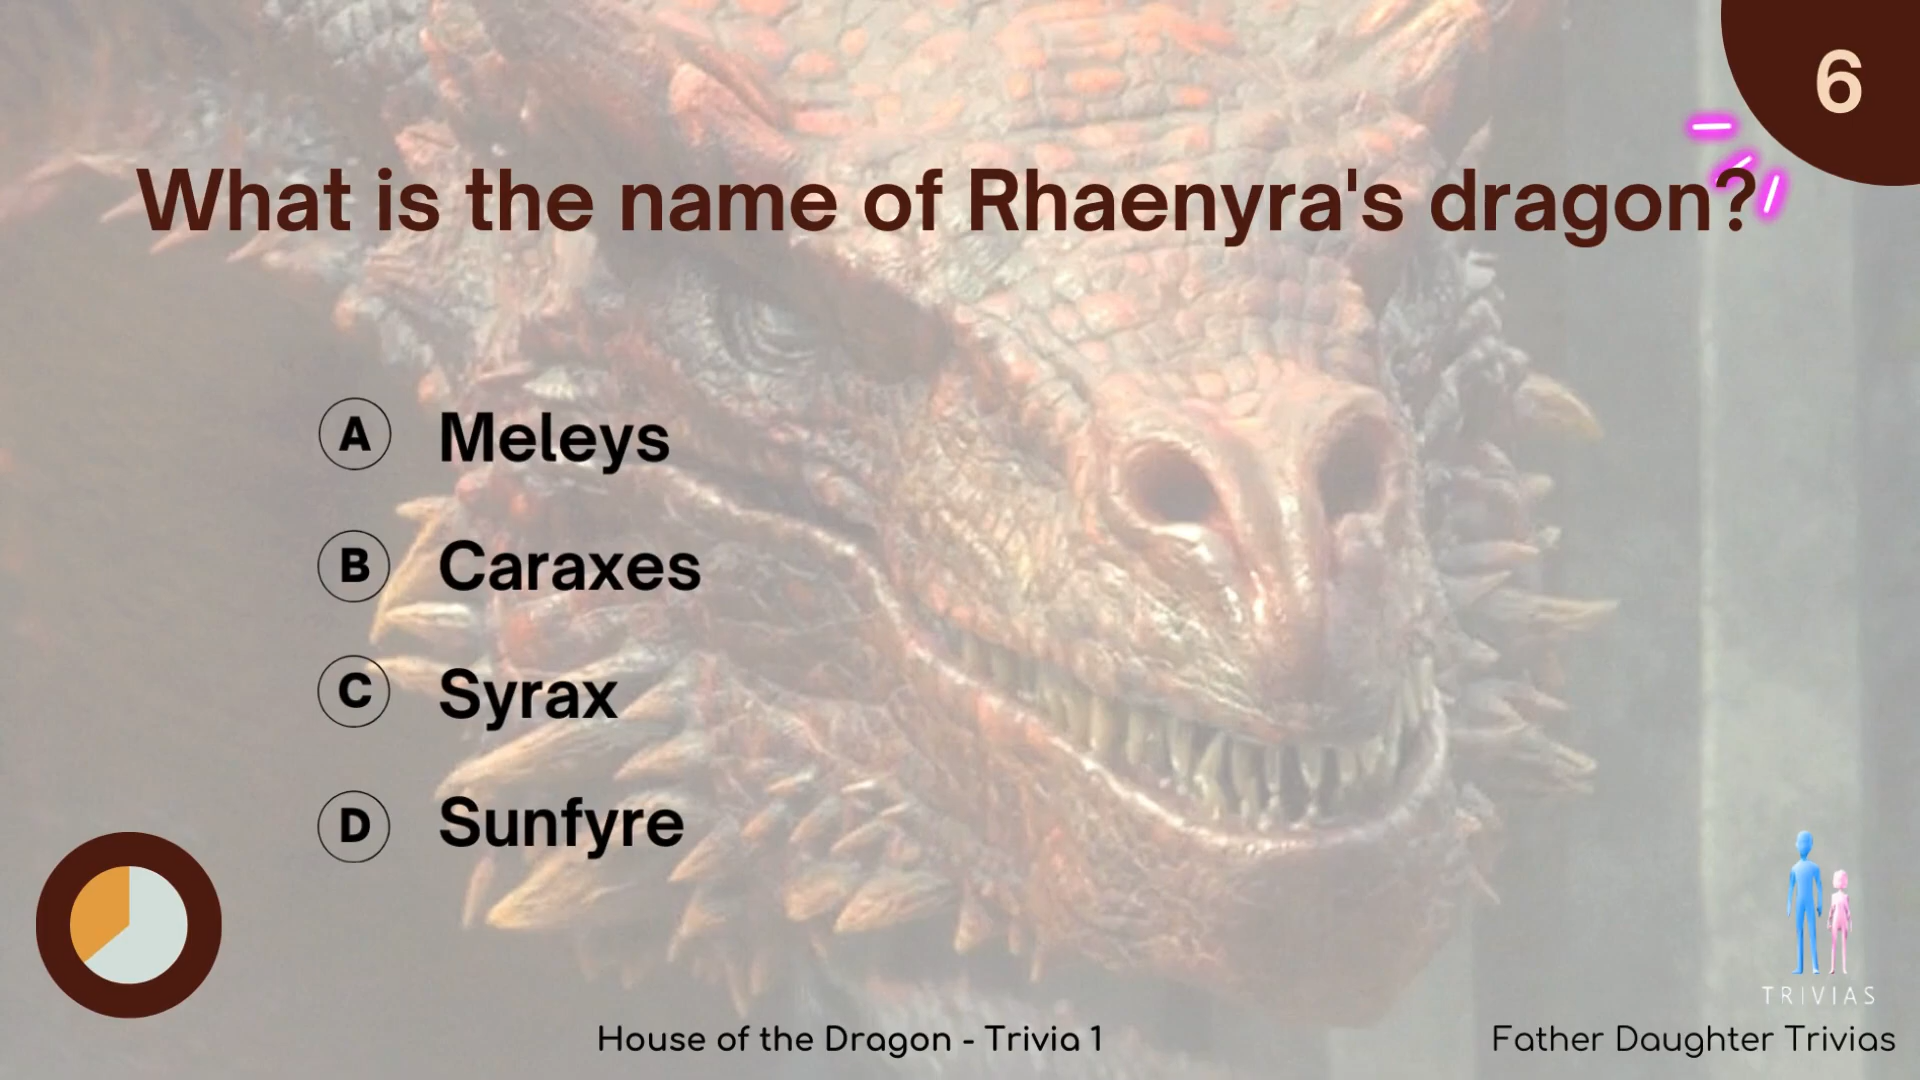 6
What is the name of Rhaenyra's dragon?
A Meleys
B Caraxes
C Syrax
D Sunfyre
TRIVIAS
House of the Dragon - Trivia 1
Father Daughter Trivias